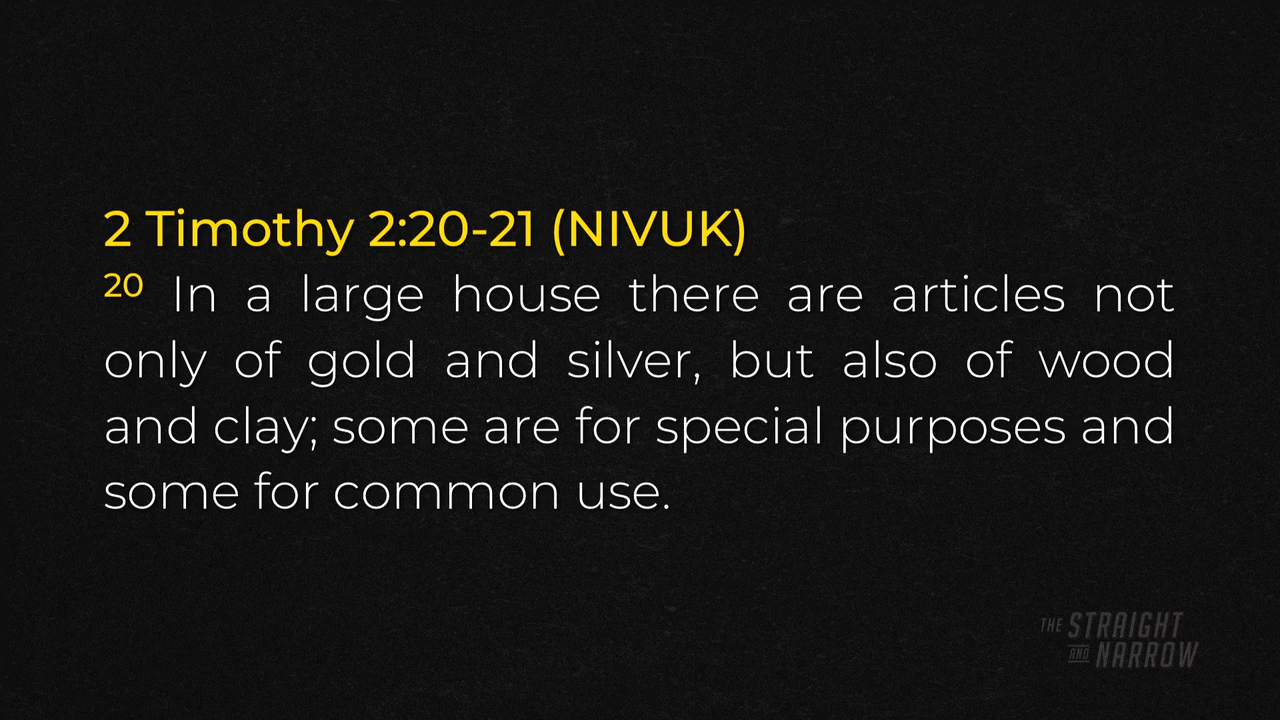 2 Timothy 2:20-21 (NIVUK)
20 In a large house there are articles not
only of gold and silver, but also of wood
and clay; some are for special purposes and
some for common use.
THE STRAIGHT
AND NARROW